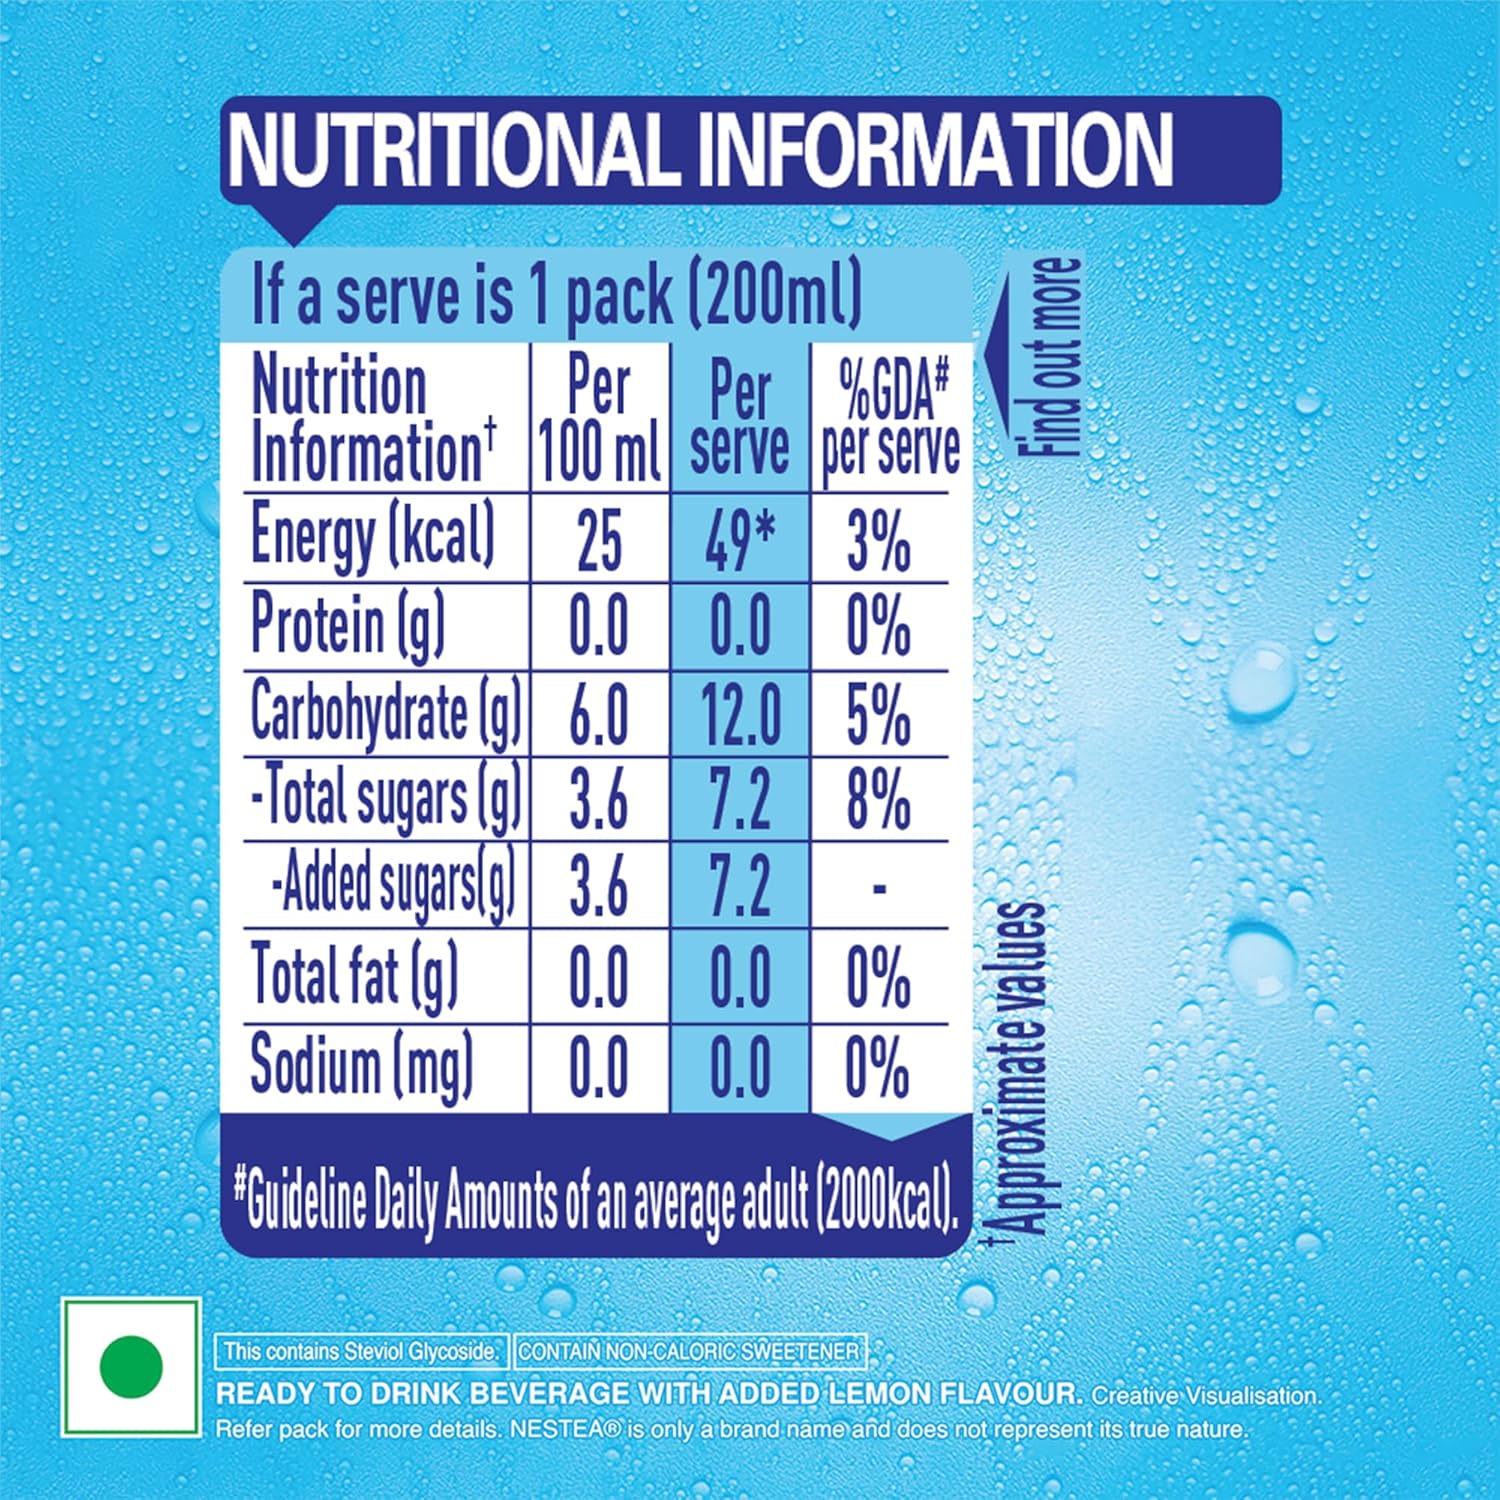 NUTRITIONAL INFORMATION
If a serve is 1 pack (200ml)
Find out more
Nutrition Information† Per 100 ml Per serve %GDA# per serve
Energy (kcal) 25 49* 3%
Protein (g) 0.0 0.0 0%
Carbohydrate (g) 6.0 12.0 5%
-Total sugars (g) 3.6 7.2 8%
-Added sugars(g) 3.6 7.2 -
Total fat (g) 0.0 0.0 0%
Sodium (mg) 0.0 0.0 0%
#Guideline Daily Amounts of an average adult (2000kcal).
†Approximate values
This contains Steviol Glycoside. CONTAIN NON-CALORIC SWEETENER
READY TO DRINK BEVERAGE WITH ADDED LEMON FLAVOUR. Creative Visualisation.
Refer pack for more details. NESTEA® is only a brand name and does not represent its true nature.